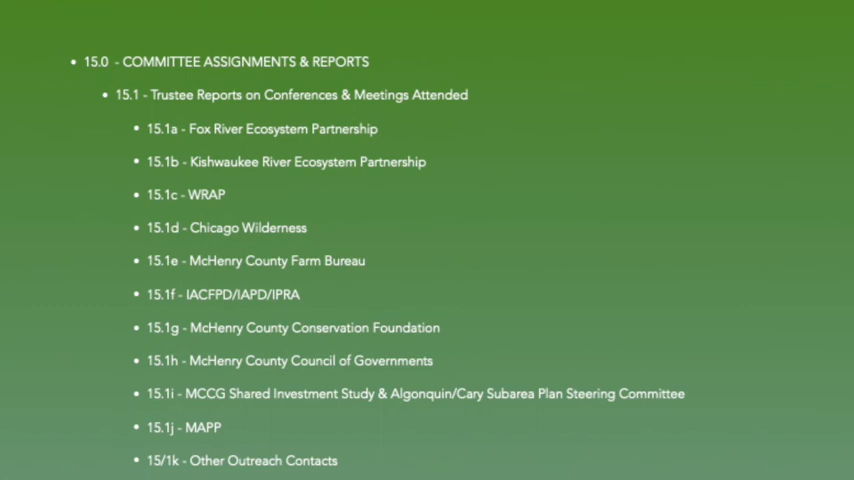 • 15.0 - COMMITTEE ASSIGNMENTS & REPORTS
• 15.1 - Trustee Reports on Conferences & Meetings Attended
• 15.1a - Fox River Ecosystem Partnership
• 15.1b - Kishwaukee River Ecosystem Partnership
• 15.1c - WRAP
• 15.1d - Chicago Wilderness
• 15.1e - McHenry County Farm Bureau
• 15.1f - IACFPD/IAPD/IPRA
• 15.1g - McHenry County Conservation Foundation
• 15.1h - McHenry County Council of Governments
• 15.1i - MCCG Shared Investment Study & Algonquin/Cary Subarea Plan Steering Committee
• 15.1j - MAPP
• 15/1k - Other Outreach Contacts